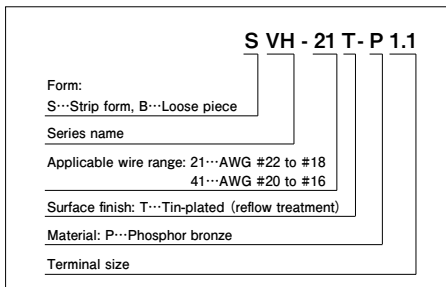 S VH - 21 T - P 1.1
Form:
S···Strip form, B···Loose piece
Series name
Applicable wire range: 21···AWG #22 to #18
41···AWG #20 to #16
Surface finish: T···Tin-plated (reflow treatment)
Material: P···Phosphor bronze
Terminal size